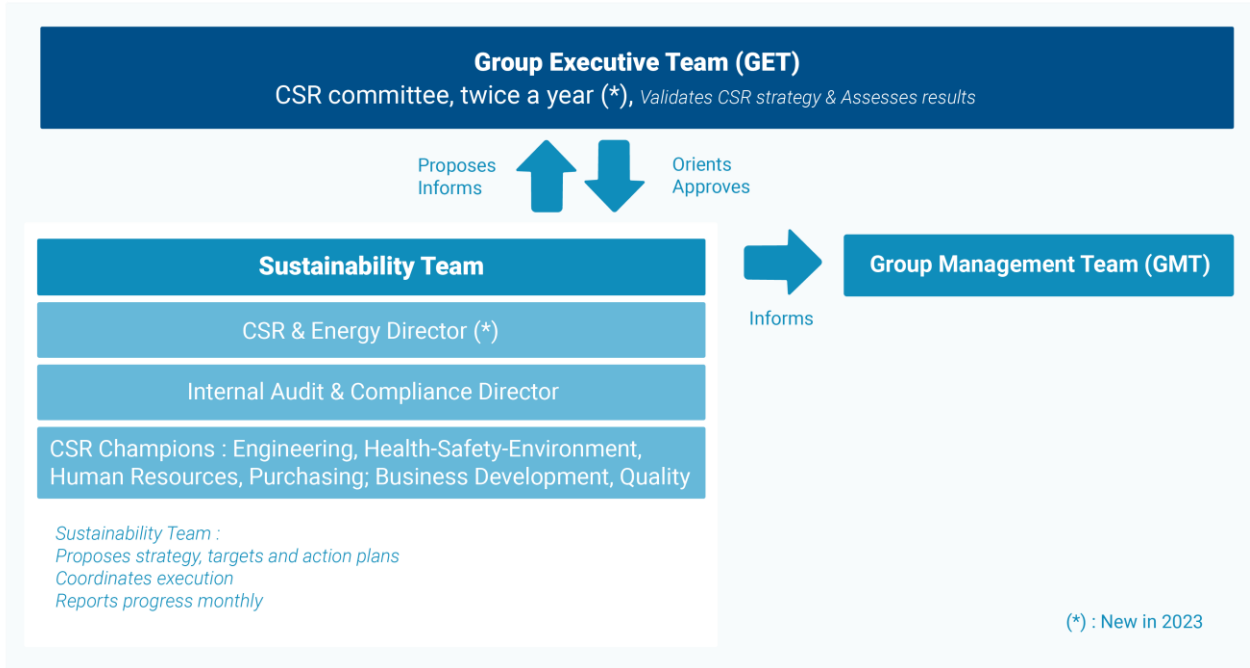 Group Executive Team (GET)
CSR committee, twice a year (*), Validates CSR strategy & Assesses results
Proposes
Informs
Orients
Approves
Sustainability Team
CSR & Energy Director (*)
Internal Audit & Compliance Director
CSR Champions : Engineering, Health-Safety-Environment,
Human Resources, Purchasing; Business Development, Quality
Sustainability Team :
Proposes strategy, targets and action plans
Coordinates execution
Reports progress monthly
Informs
Group Management Team (GMT)
(*) : New in 2023